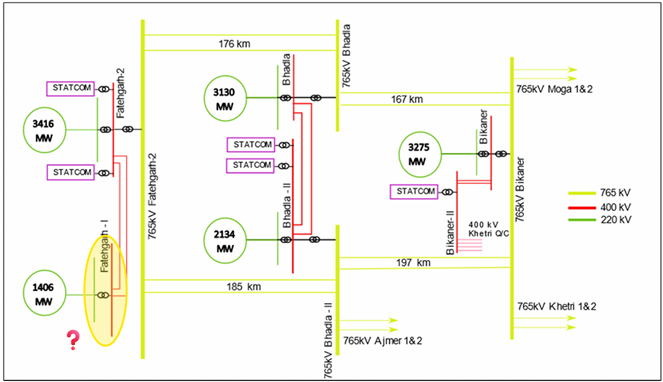 176 km
765kV Bhadla
STATCOM
Fatehgarh-2
3416
MW
STATCOM
765kV Fatehgarh-2
Fatehgarh - I
1406
MW
?
Bhadla
3130
MW
STATCOM
STATCOM
Bhadla - II
2134
MW
185 km
765kV Bhadla - II
765kV Ajmer 1&2
167 km
765kV Moga 1&2
Bikaner
3275
MW
STATCOM
Bikaner- II
400 kV
Khetri D/C
765kV Bikaner
197 km
765kV Khetri 1&2
765 kV
400 kV
220 kV